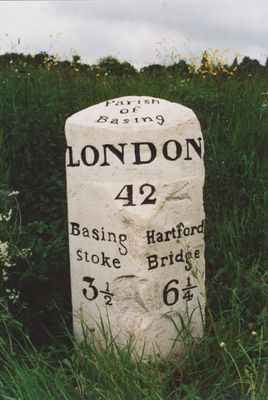 Parish
of
Basing
LONDON
42
Basing
Stoke
3½
Hartford
Bridge
6¼